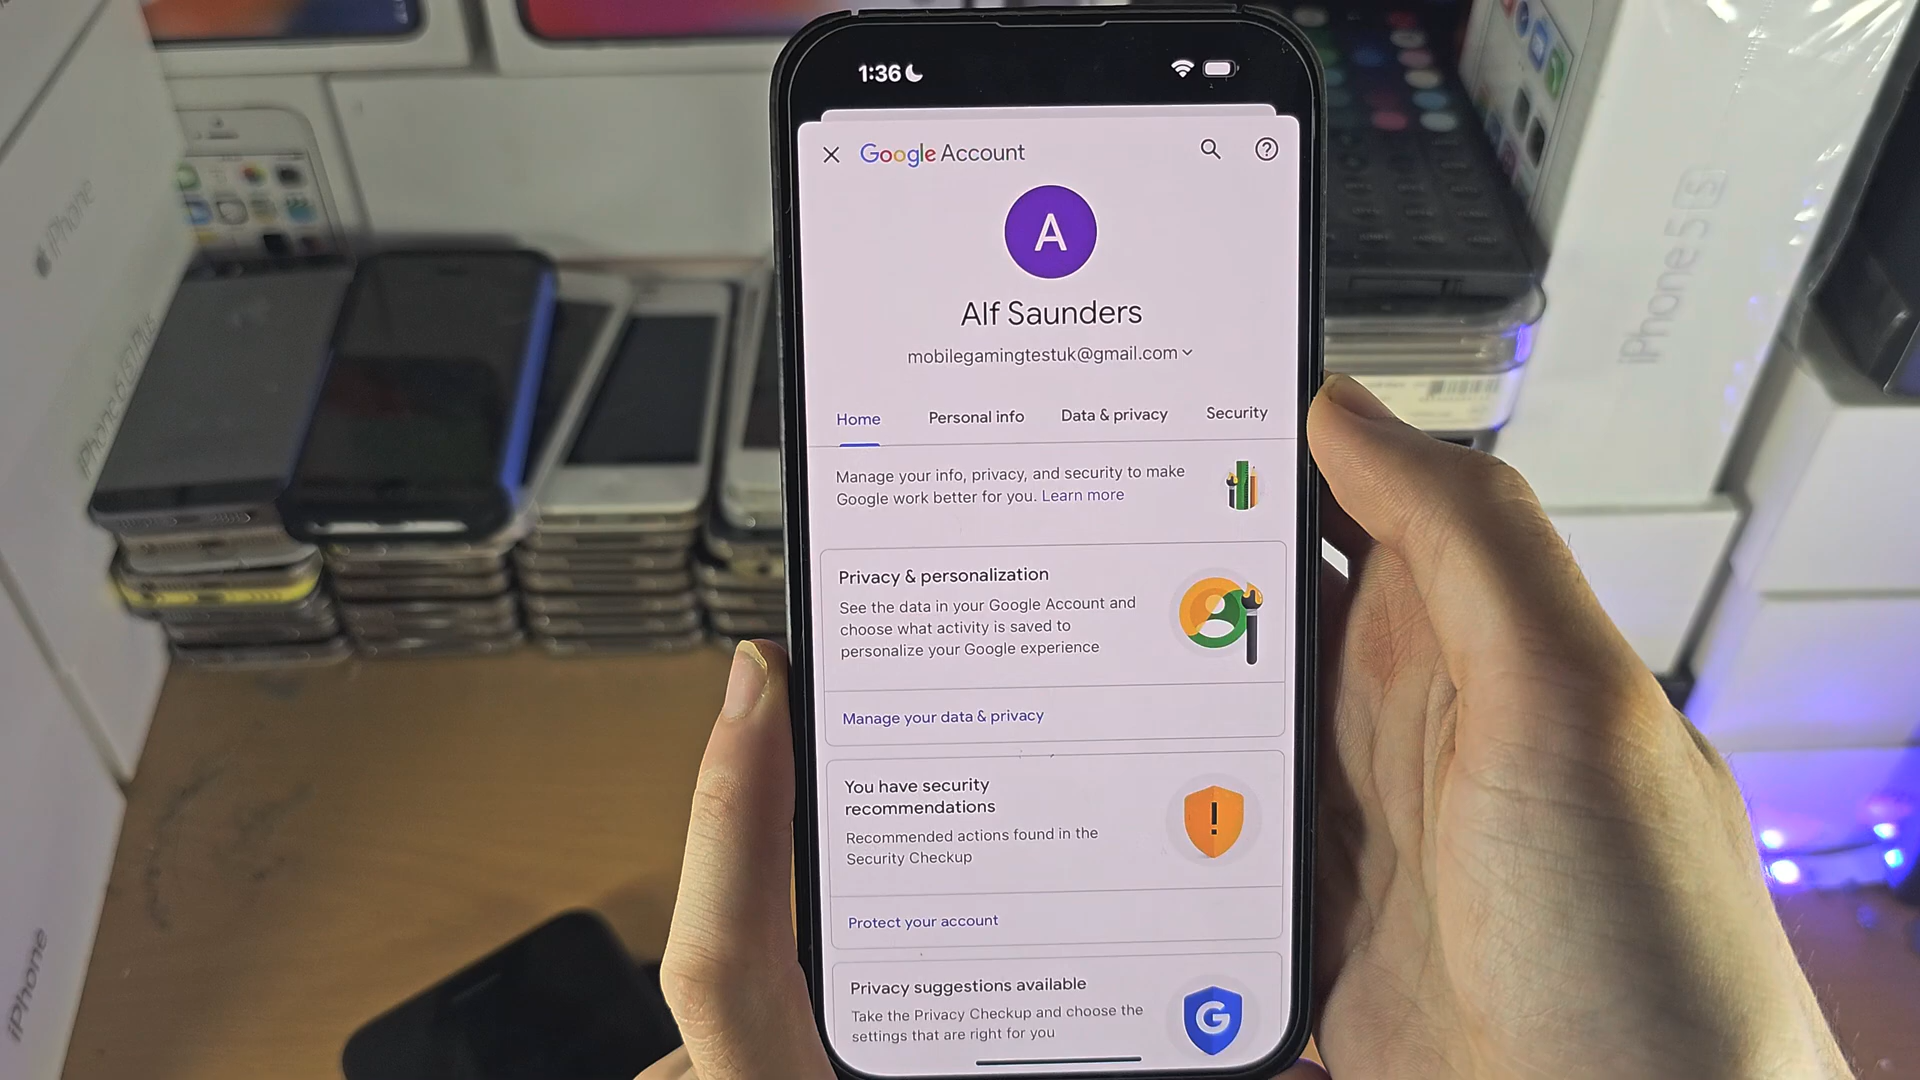 1:36
Google Account
A
Alf Saunders
mobilegamingtestuk@gmail.com
Home Personal info Data & privacy Security
Manage your info, privacy, and security to make
Google work better for you. Learn more
Privacy & personalization
See the data in your Google Account and
choose what activity is saved to
personalize your Google experience
Manage your data & privacy
You have security
recommendations
Recommended actions found in the
Security Checkup
!
Protect your account
Privacy suggestions available
Take the Privacy Checkup and choose the
settings that are right for you
G
iPhone
iPhone 6S Plus
iPhone
iPhone 5S